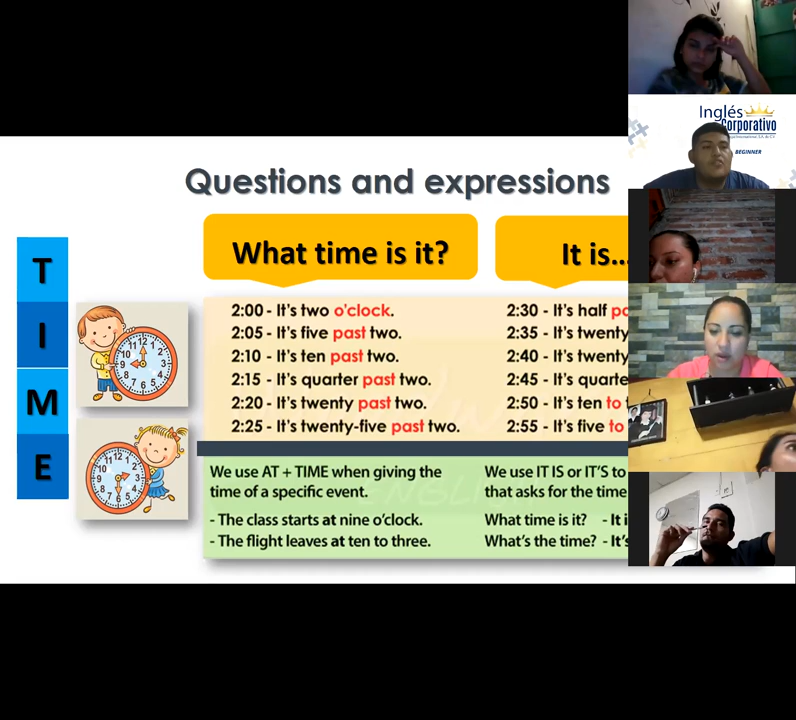 Questions and expressions
T
I
M
E
What time is it?
2:00 - It's two o'clock.
2:05 - It's five past two.
2:10 - It's ten past two.
2:15 - It's quarter past two.
2:20 - It's twenty past two.
2:25 - It's twenty-five past two.
It is...
2:30 - It's half
2:35 - It's twenty
2:40 - It's twenty
2:45 - It's quarte
2:50 - It's ten to
2:55 - It's five to
We use AT + TIME when giving the
time of a specific event.
- The class starts at nine o'clock.
- The flight leaves at ten to three.
We use IT IS or IT'S to
that asks for the time
What time is it? - It i
What's the time? - It's
Inglés
Corporativo
BEGINNER